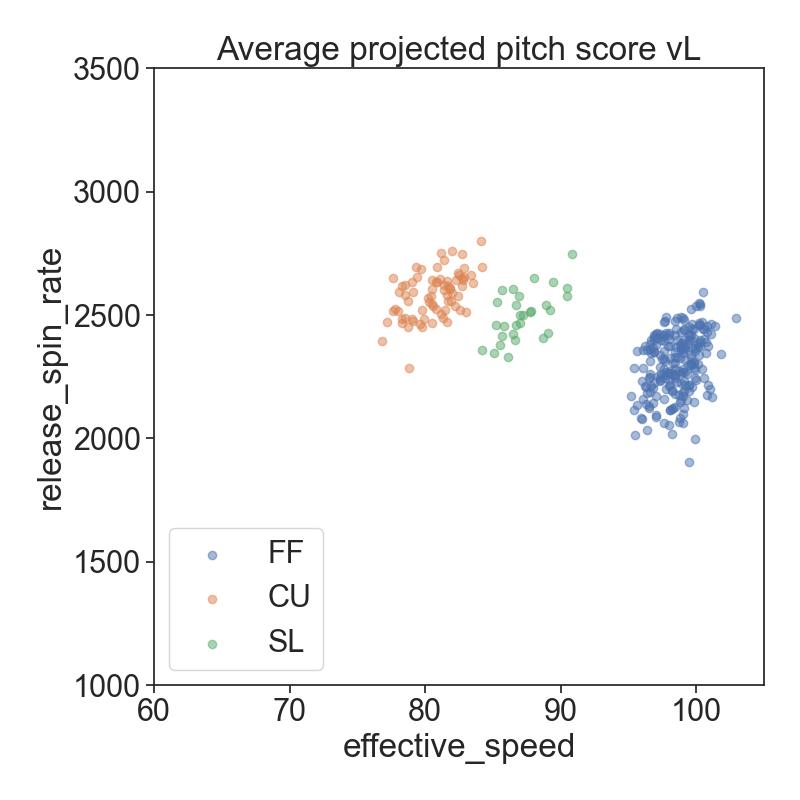 Average projected pitch score vL
3500
3000
2500
2000
1500
1000
release_spin_rate
FF
CU
SL
60 70 80 90 100
effective_speed